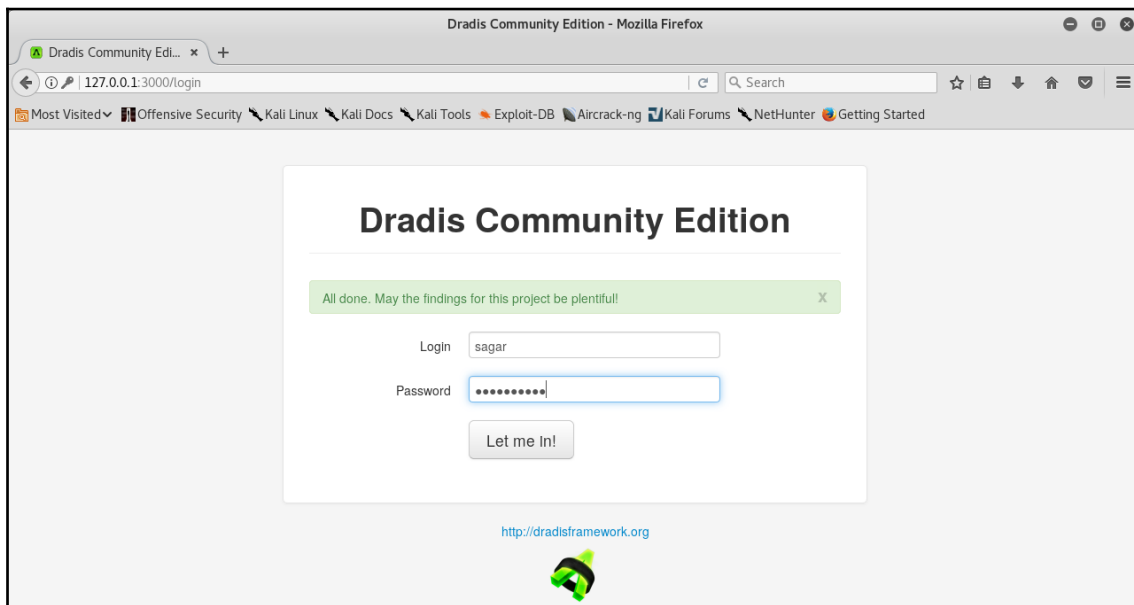 Dradis Community Edition - Mozilla Firefox
Dradis Community Edi... × +
127.0.0.1:3000/login Search
Most Visited Offensive Security Kali Linux Kali Docs Kali Tools Exploit-DB Aircrack-ng Kali Forums NetHunter Getting Started
Dradis Community Edition
All done. May the findings for this project be plentiful! x
Login sagar
Password ••••••••••
Let me in!
http://dradisframework.org